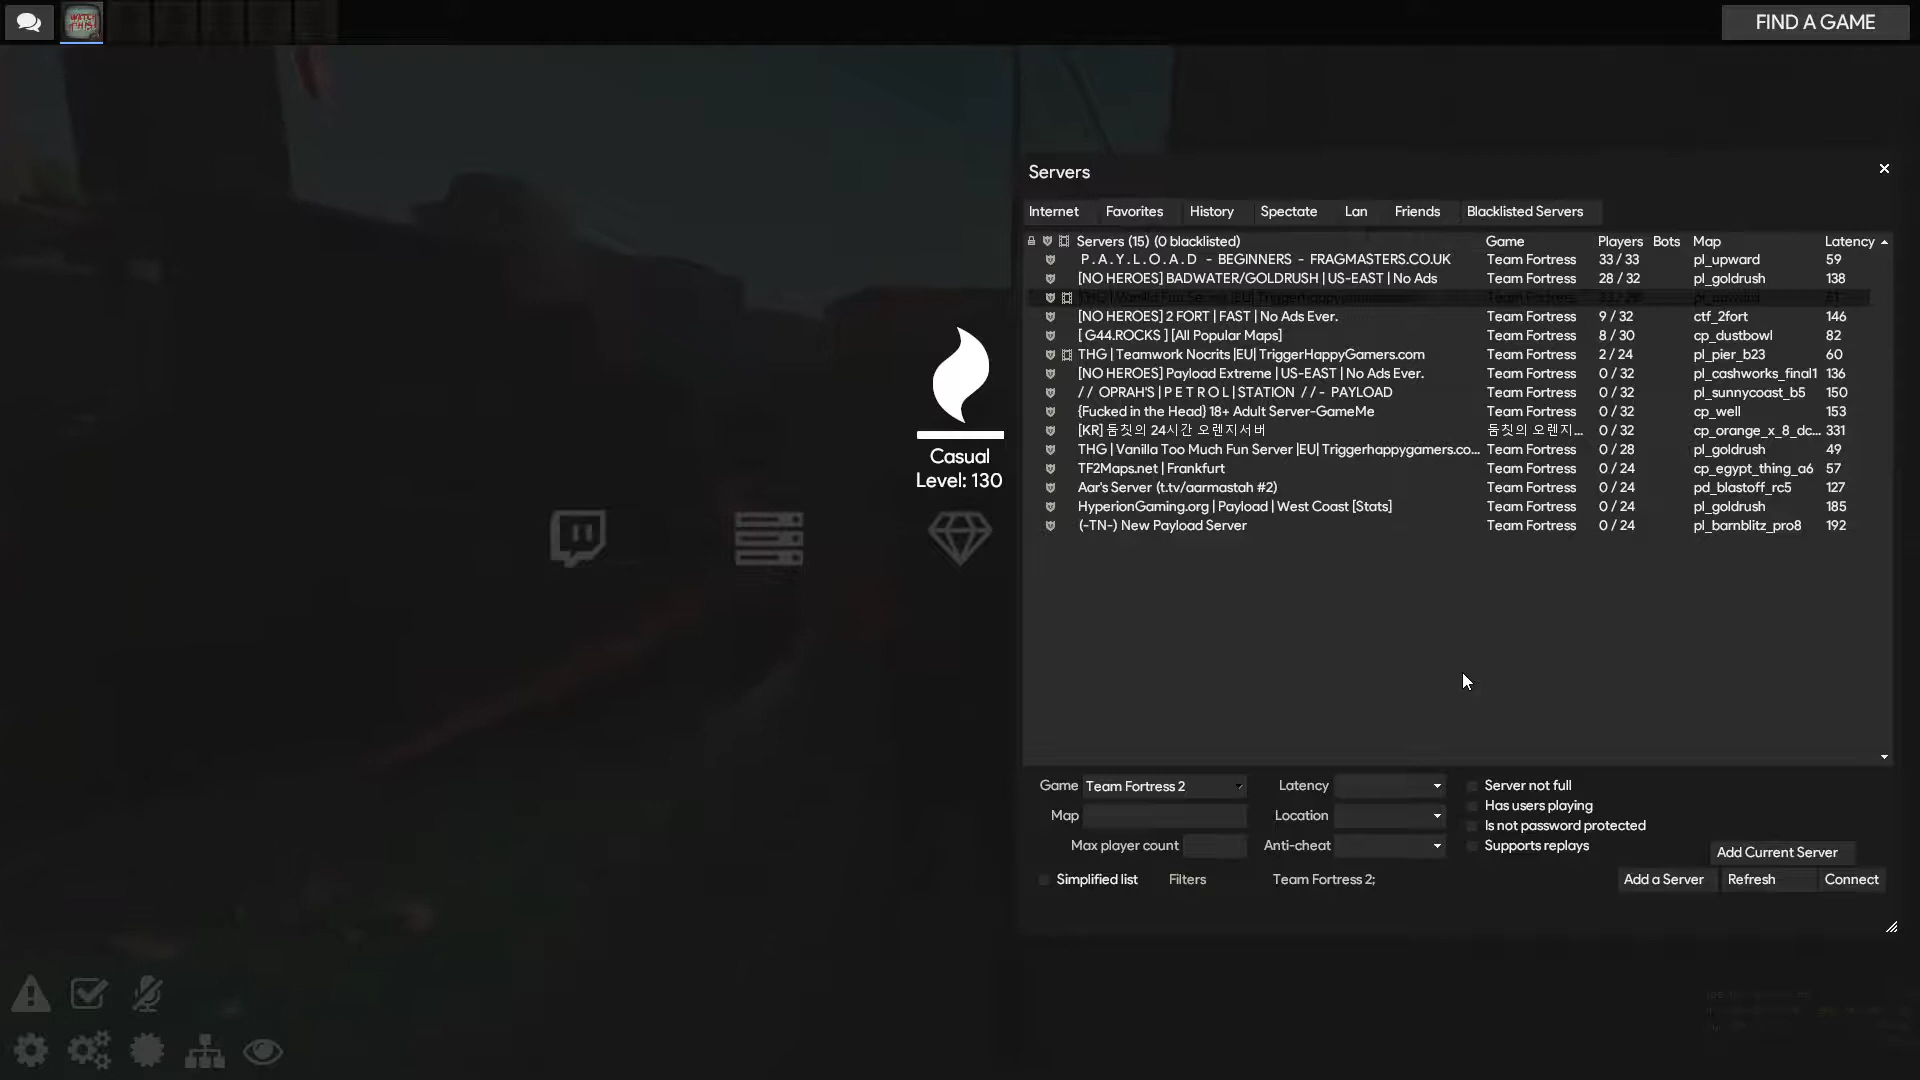 WATCH THIS!
FIND A GAME
Servers
Internet Favorites History Spectate Lan Friends Blacklisted Servers
Servers (15) (0 blacklisted) Game Players Bots Map Latency
P.A.Y.L.O.A.D - BEGINNERS - FRAGMASTERS.CO.UK Team Fortress 33 / 33 pl_upward 59
[NO HEROES] BADWATER/GOLDRUSH | US-EAST | No Ads Team Fortress 28 / 32 pl_goldrush 138
THG | Vanilla Fun Server |EU| Team Fortress
[NO HEROES] 2 FORT | FAST | No Ads Ever. Team Fortress 9 / 32 ctf_2fort 146
[ G44.ROCKS ] [All Popular Maps] Team Fortress 8 / 30 cp_dustbowl 82
THG | Teamwork Nocrits |EU| TriggerHappyGamers.com Team Fortress 2 / 24 pl_pier_b23 60
[NO HEROES] Payload Extreme | US-EAST | No Ads Ever. Team Fortress 0 / 32 pl_cashworks_final1 136
// OPRAH'S | P E T R O L | STATION // - PAYLOAD Team Fortress 0 / 32 pl_sunnycoast_b5 150
{Fucked in the Head} 18+ Adult Server-GameMe Team Fortress 0 / 32 cp_well 153
[KR] 둠칫의 24시간 오렌지서버 둠칫의 오렌지... 0 / 32 cp_orange_x_8_dc... 331
THG | Vanilla Too Much Fun Server |EU| Triggerhappygamers.co... Team Fortress 0 / 28 pl_goldrush 49
TF2Maps.net | Frankfurt Team Fortress 0 / 24 cp_egypt_thing_a6 57
Aar's Server (t.tv/aarmastah #2) Team Fortress 0 / 24 pd_blastoff_rc5 127
HyperionGaming.org | Payload | West Coast [Stats] Team Fortress 0 / 24 pl_goldrush 185
(-TN-) New Payload Server Team Fortress 0 / 24 pl_barnblitz_pro8 192
Casual
Level: 130
Game Team Fortress 2 Latency Server not full
Has users playing
Map Location Is not password protected
Max player count Anti-cheat Supports replays
Add Current Server
Simplified list Filters Team Fortress 2; Add a Server Refresh Connect